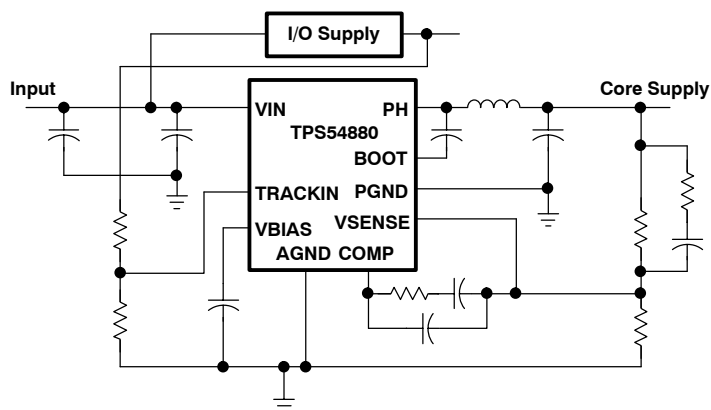 I/O Supply
Input
Core Supply
VIN
PH
TPS54880
BOOT
TRACKIN
PGND
VSENSE
VBIAS
AGND COMP